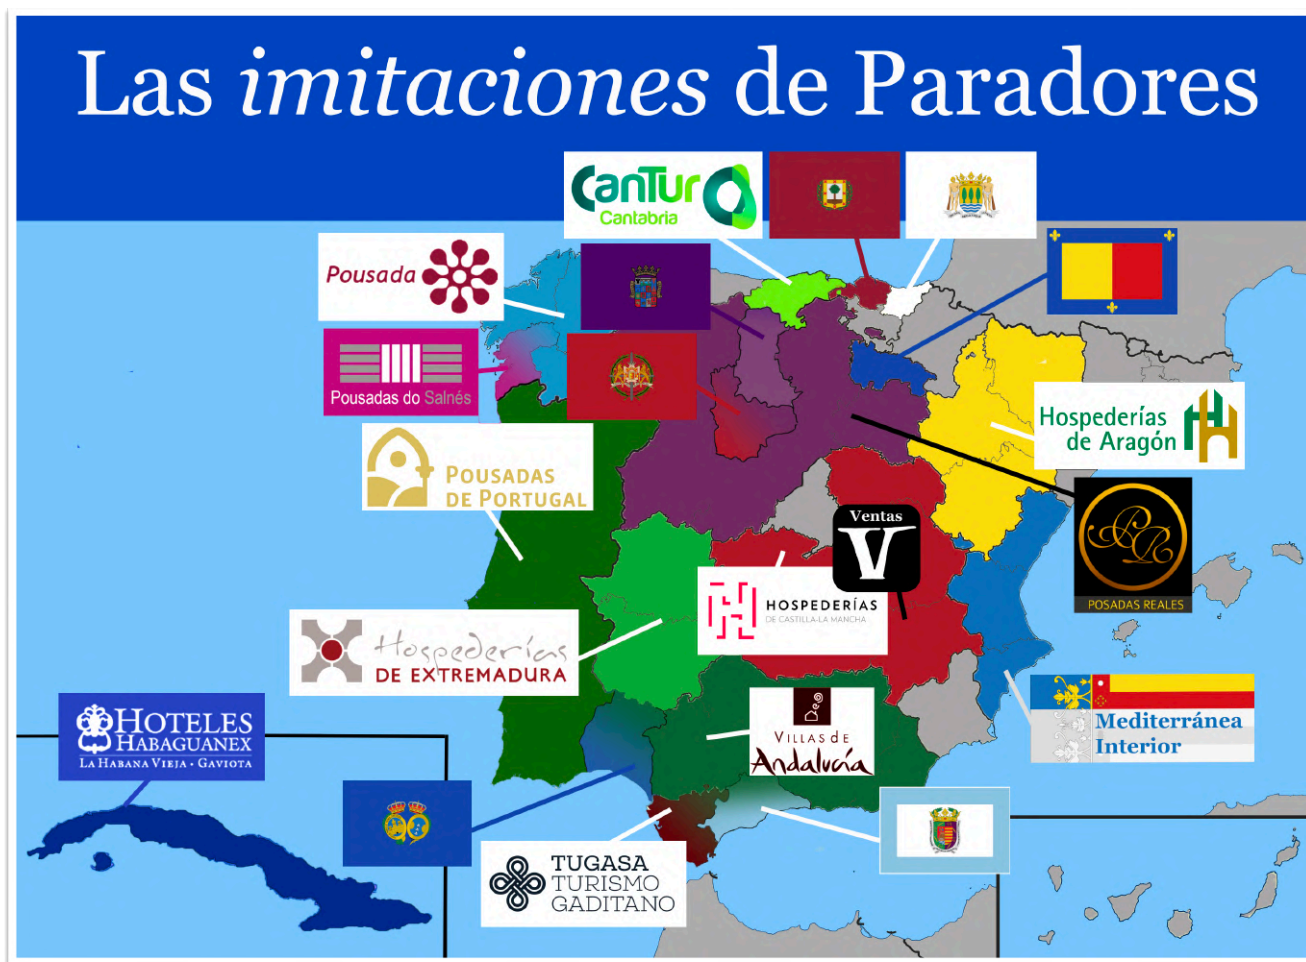 Las imitaciones de Paradores
CanTur
Cantabria
Pousada
Pousadas do Salnés
Hospederías
de Aragón
POUSADAS
DE PORTUGAL
Ventas
V
PR
POSADAS REALES
HOSPEDERÍAS
DE CASTILLA-LA MANCHA
Hospederías
DE EXTREMADURA
Mediterránea
Interior
VILLAS DE
Andalucía
HOTELES
HABAGUANEX
LA HABANA VIEJA · GAVIOTA
TUGASA
TURISMO
GADITANO